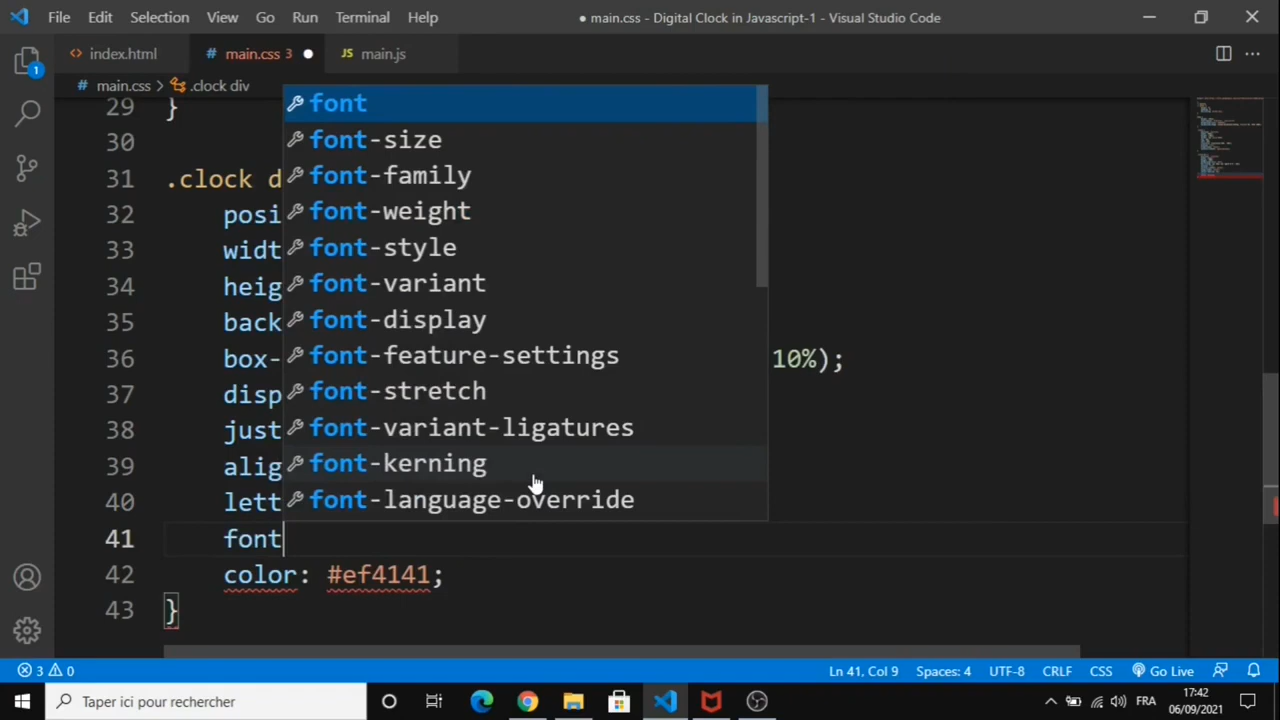 File Edit Selection View Go Run Terminal Help
● main.css - Digital Clock in Javascript-1 - Visual Studio Code
<> index.html # main.css 3 ● JS main.js
# main.css > .clock div
29 }
30
31 .clock d
32 posi
33 widt
34 heig
35 back
36 box- 10%);
37 disp
38 just
39 alig
40 lett
41 font
42 color: #ef4141;
43 }
font
font-size
font-family
font-weight
font-style
font-variant
font-display
font-feature-settings
font-stretch
font-variant-ligatures
font-kerning
font-language-override
1
3 0
Ln 41, Col 9 Spaces: 4 UTF-8 CRLF CSS Go Live
Taper ici pour rechercher
FRA
17:42
06/09/2021